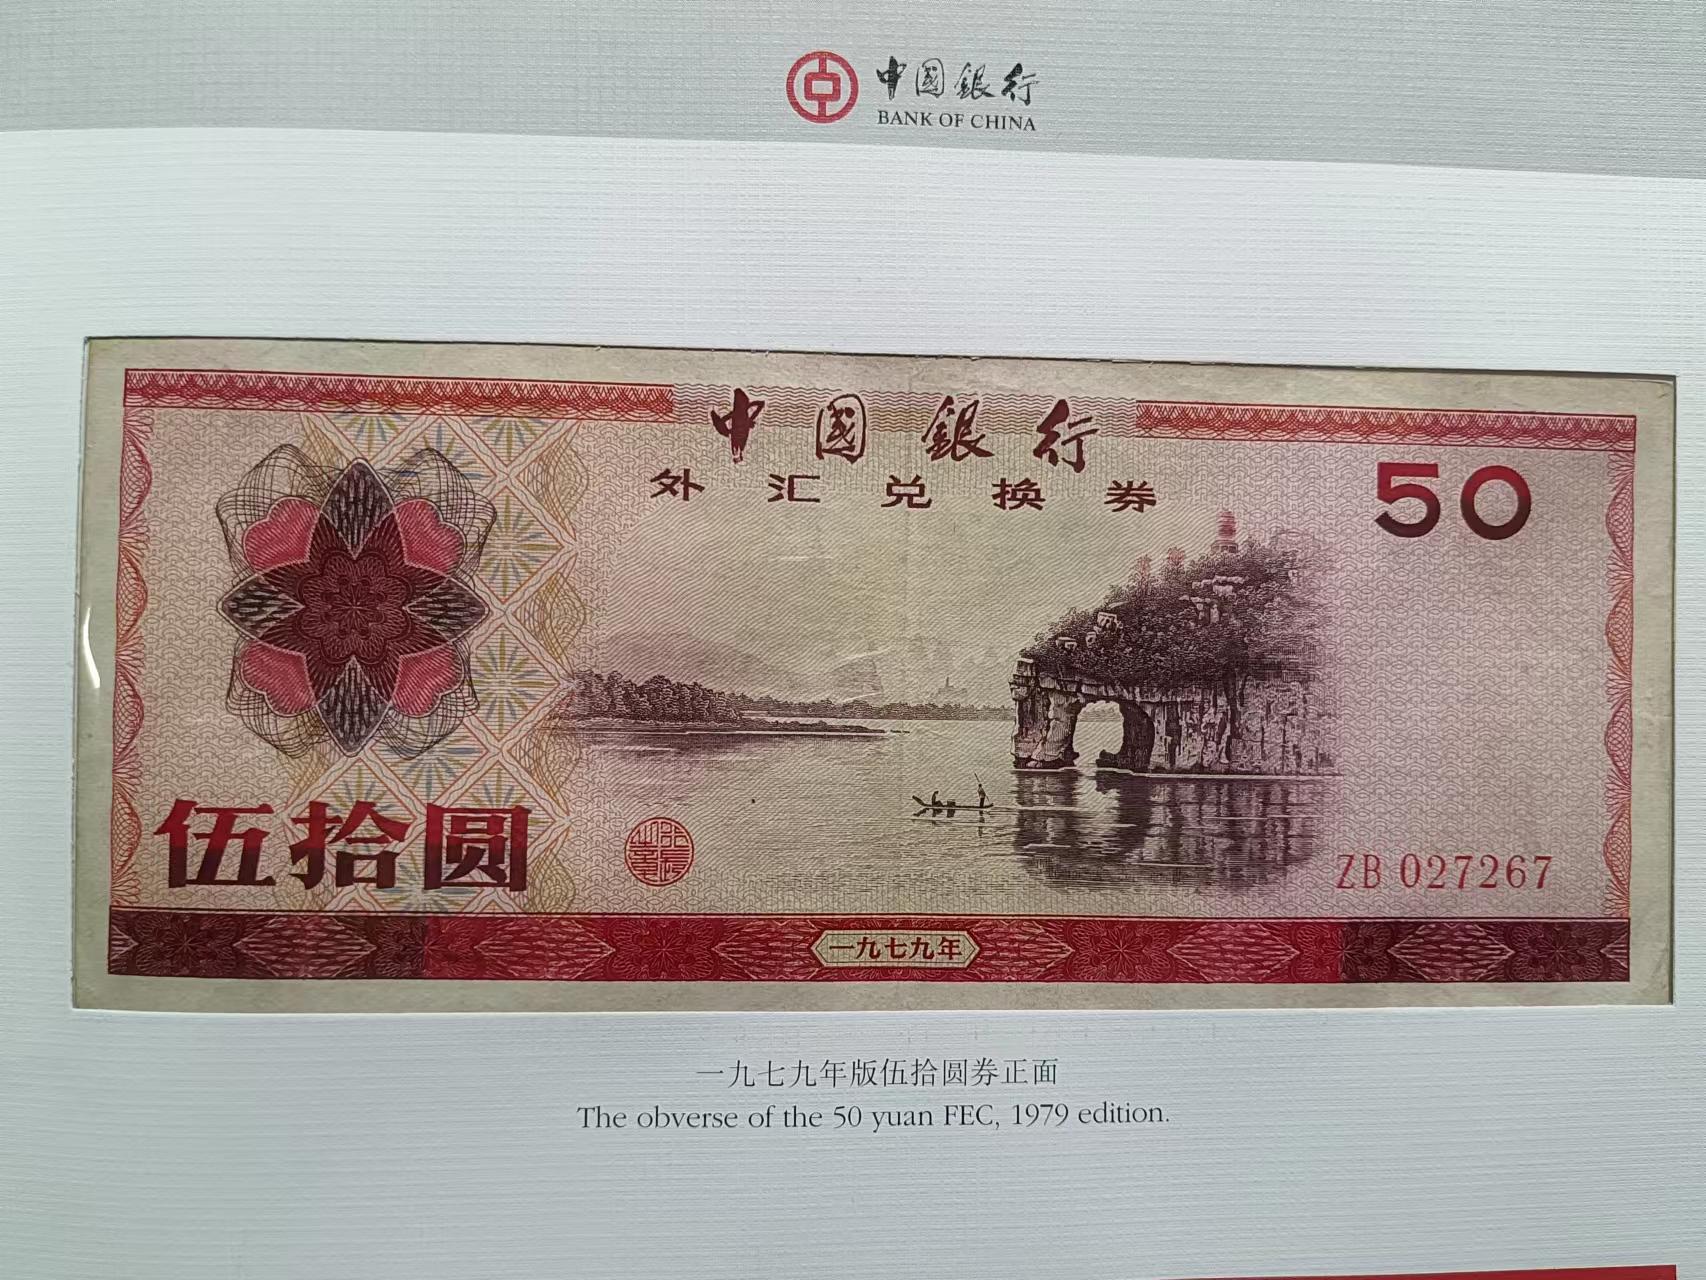 中国銀行
BANK OF CHINA
中國銀行
外汇兑换券
50
伍拾圆
ZB 027267
一九七九年
一九七九年版伍拾圆券正面
The obverse of the 50 yuan FEC, 1979 edition.